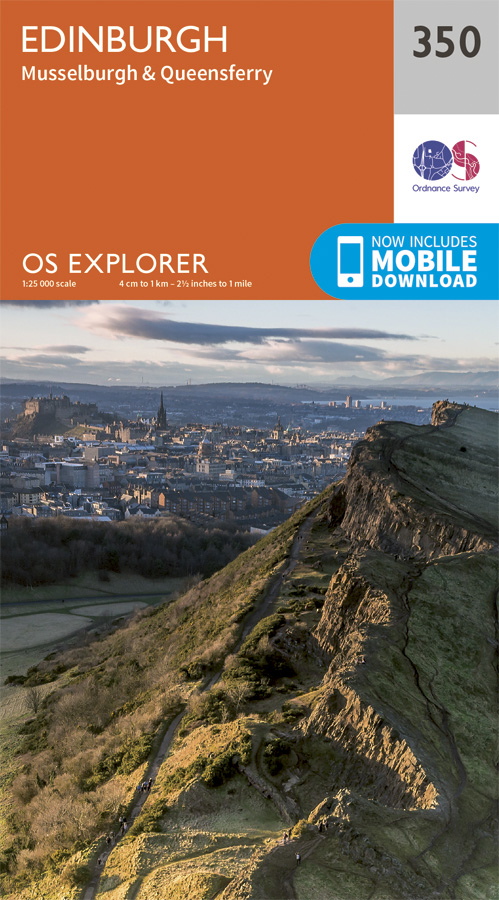 EDINBURGH
Musselburgh & Queensferry
350
OS
Ordnance Survey
OS EXPLORER
1:25 000 scale 4 cm to 1 km – 2½ inches to 1 mile
NOW INCLUDES
MOBILE
DOWNLOAD